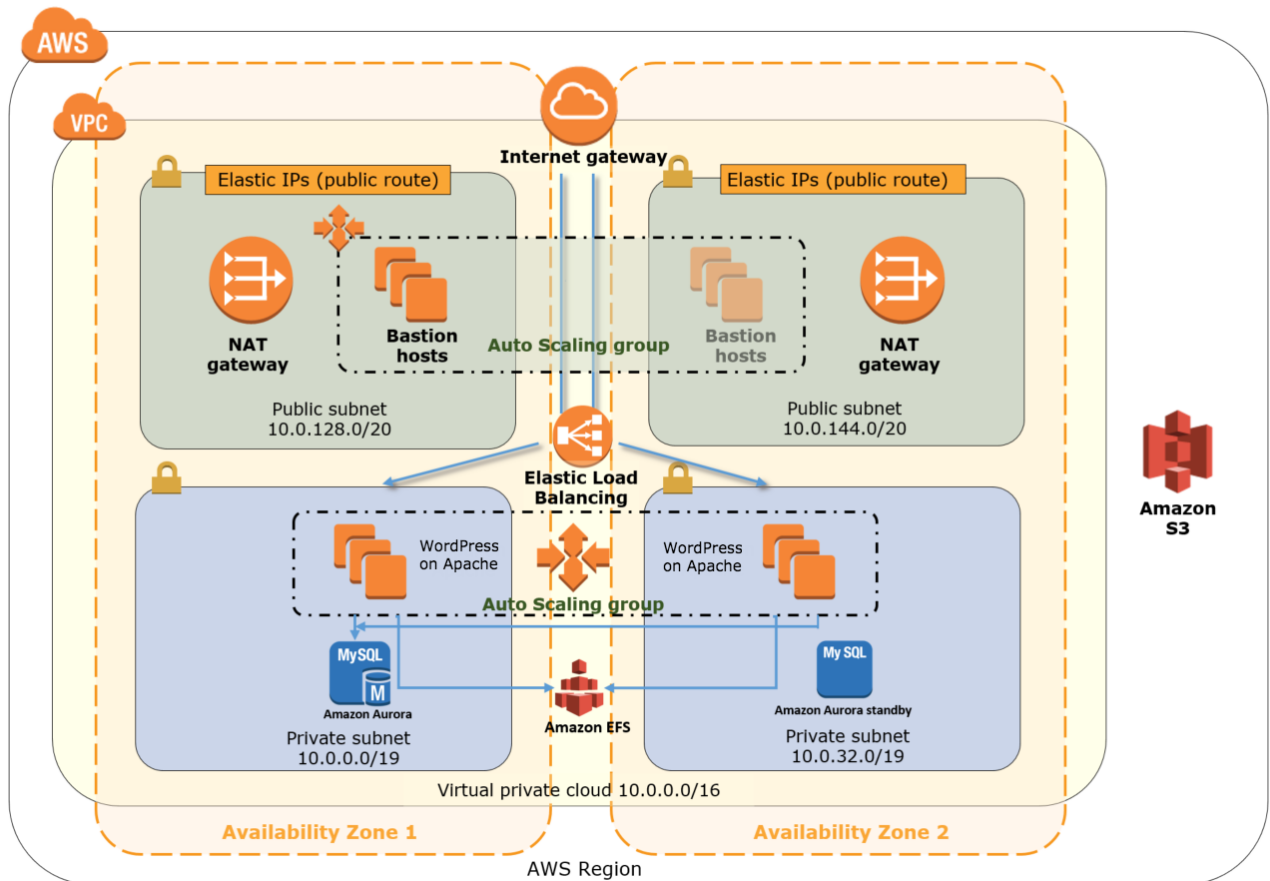 AWS
VPC
Internet gateway
Elastic IPs (public route)
Elastic IPs (public route)
NAT
gateway
Bastion
hosts
Auto Scaling group
Bastion
hosts
NAT
gateway
Public subnet
10.0.128.0/20
Public subnet
10.0.144.0/20
Elastic Load
Balancing
Amazon
S3
WordPress
on Apache
WordPress
on Apache
Auto Scaling group
MySQL
M
Amazon Aurora
Amazon EFS
My SQL
Amazon Aurora standby
Private subnet
10.0.0.0/19
Private subnet
10.0.32.0/19
Virtual private cloud 10.0.0.0/16
Availability Zone 1
Availability Zone 2
AWS Region